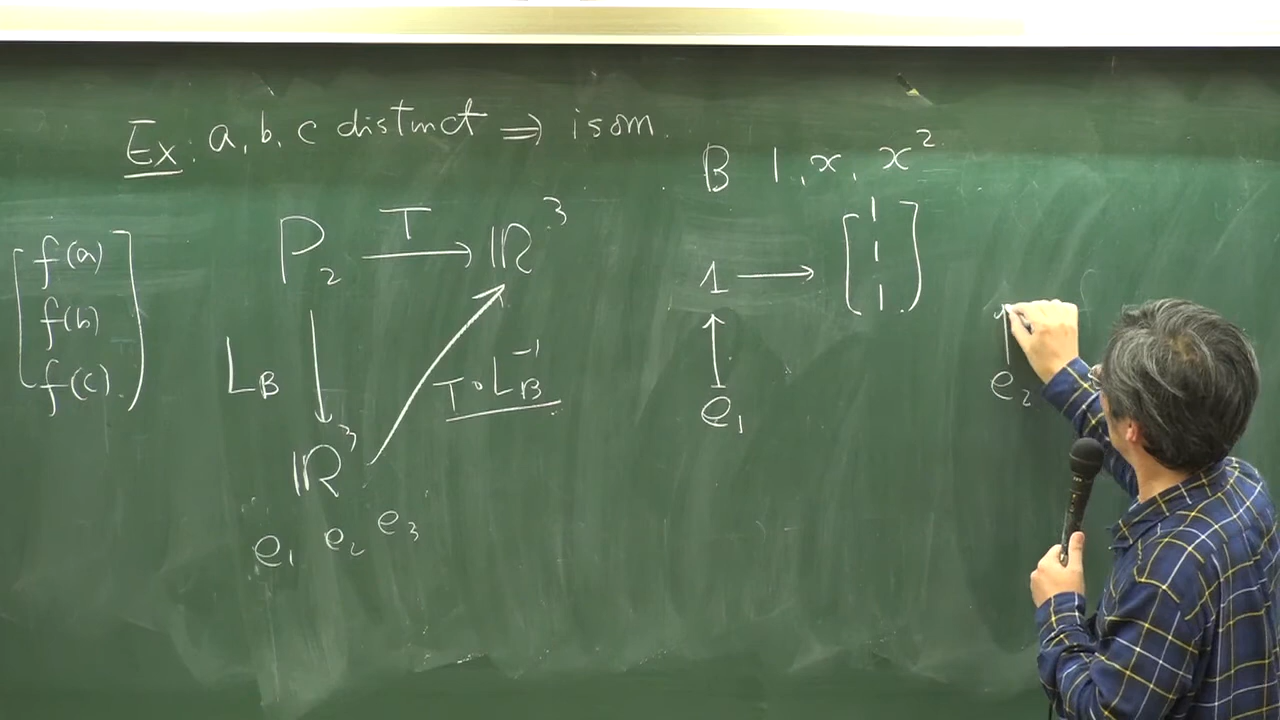 Ex: a, b, c distinct ⇒ isom.
B 1, x, x²
[f(a)
f(b)
f(c)]
P₂ —T→ ℝ³
L_B ↓
T∘L_B⁻¹
ℝ³
e₁ e₂ e₃
1 → [1
1
1]
↑
e₁
↑
e₂